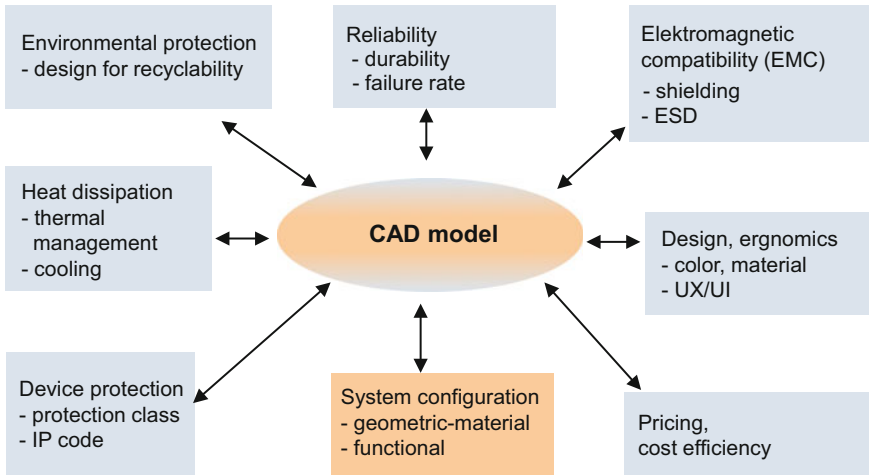 Environmental protection
- design for recyclability
Reliability
- durability
- failure rate
Elektromagnetic
compatibility (EMC)
- shielding
- ESD
Heat dissipation
- thermal
management
- cooling
CAD model
Design, ergnomics
- color, material
- UX/UI
Device protection
- protection class
- IP code
System configuration
- geometric-material
- functional
Pricing,
cost efficiency